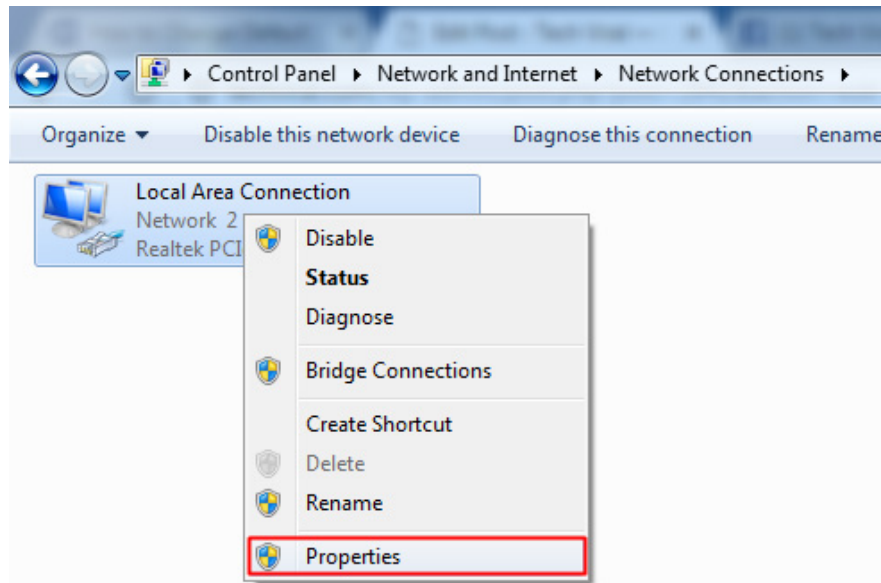 Control Panel Network and Internet Network Connections
Organize Disable this network device Diagnose this connection Rename
Local Area Connection
Network 2
Realtek PCI
Disable
Status
Diagnose
Bridge Connections
Create Shortcut
Delete
Rename
Properties